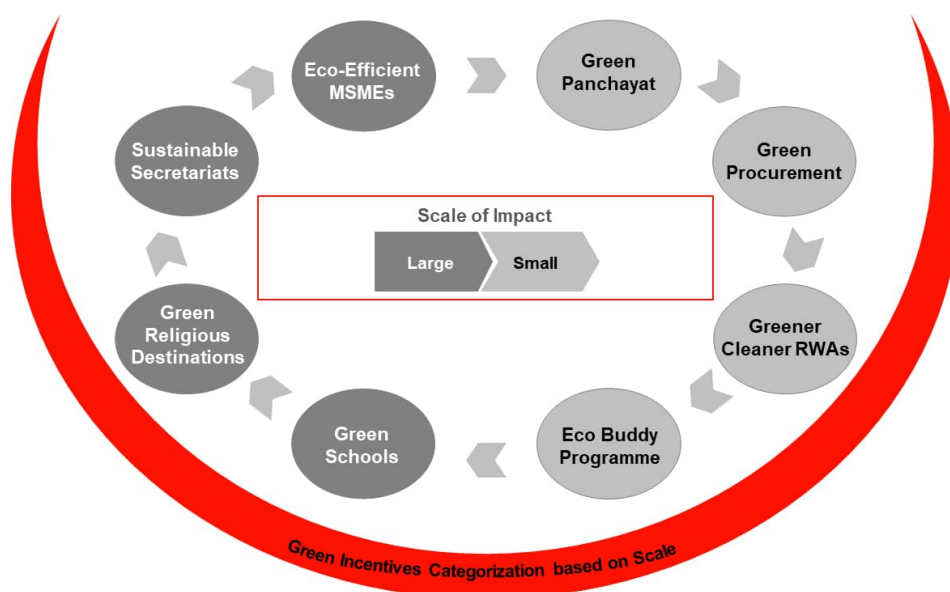 Eco-Efficient
MSMEs
Green
Panchayat
Sustainable
Secretariats
Green
Procurement
Scale of Impact
Large
Small
Green
Religious
Destinations
Greener
Cleaner RWAs
Green
Schools
Eco Buddy
Programme
Green Incentives Categorization based on Scale